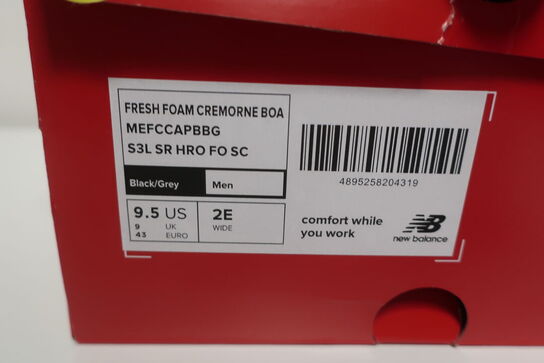 FRESH FOAM CREMORNE BOA
MEFCCAPBBG
S3L SR HRO FO SC
Black/Grey Men
9.5 US 2E
9 UK WIDE
43 EURO
4895258204319
comfort while
you work
NB
new balance